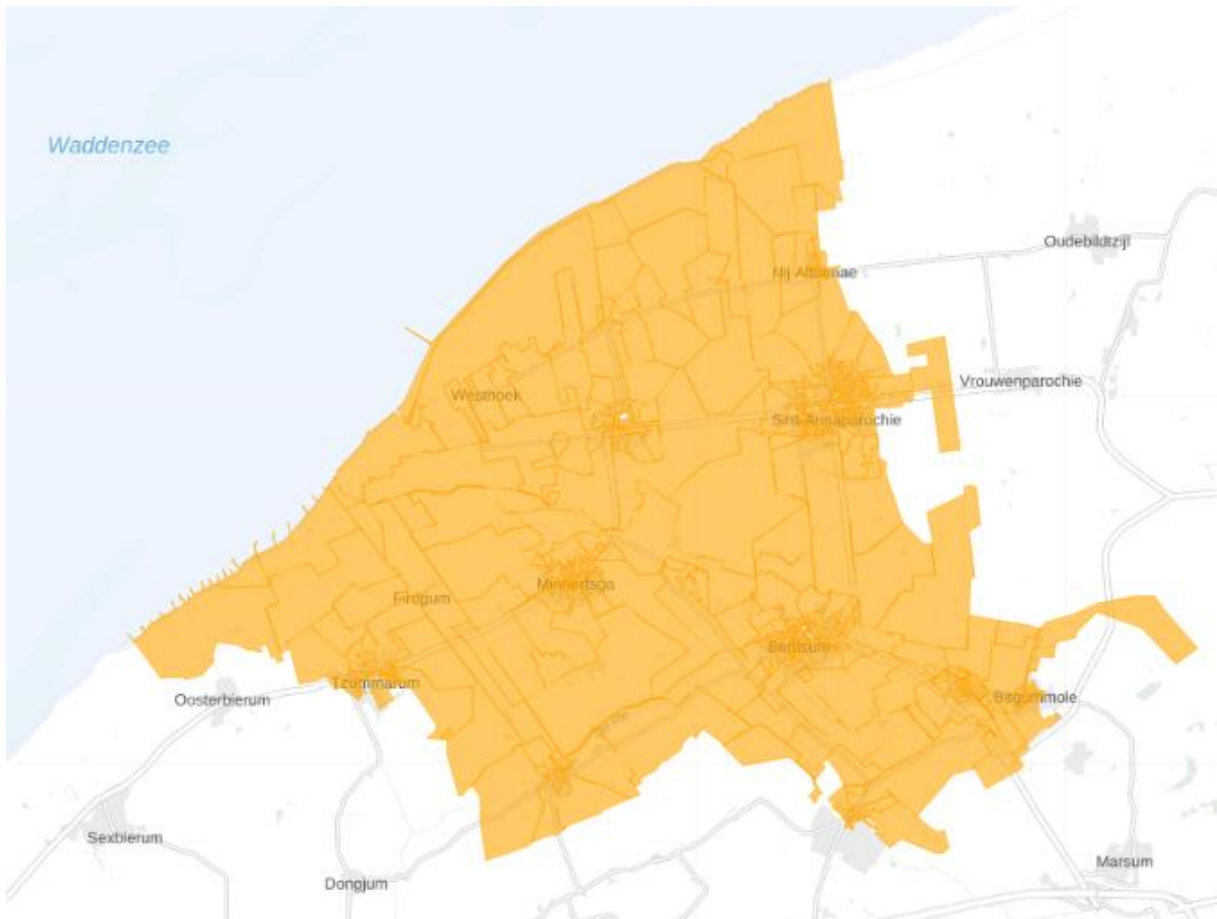 Waddenzee
Oudebildtzijl
Nij Altoenae
Vrouwenparochie
Westhoek
Sint-Annaparochie
Minnertsga
Firdgum
Berltsum
Tzummarum
Oosterbierum
Bitgummole
Sexbierum
Marsum
Dongjum